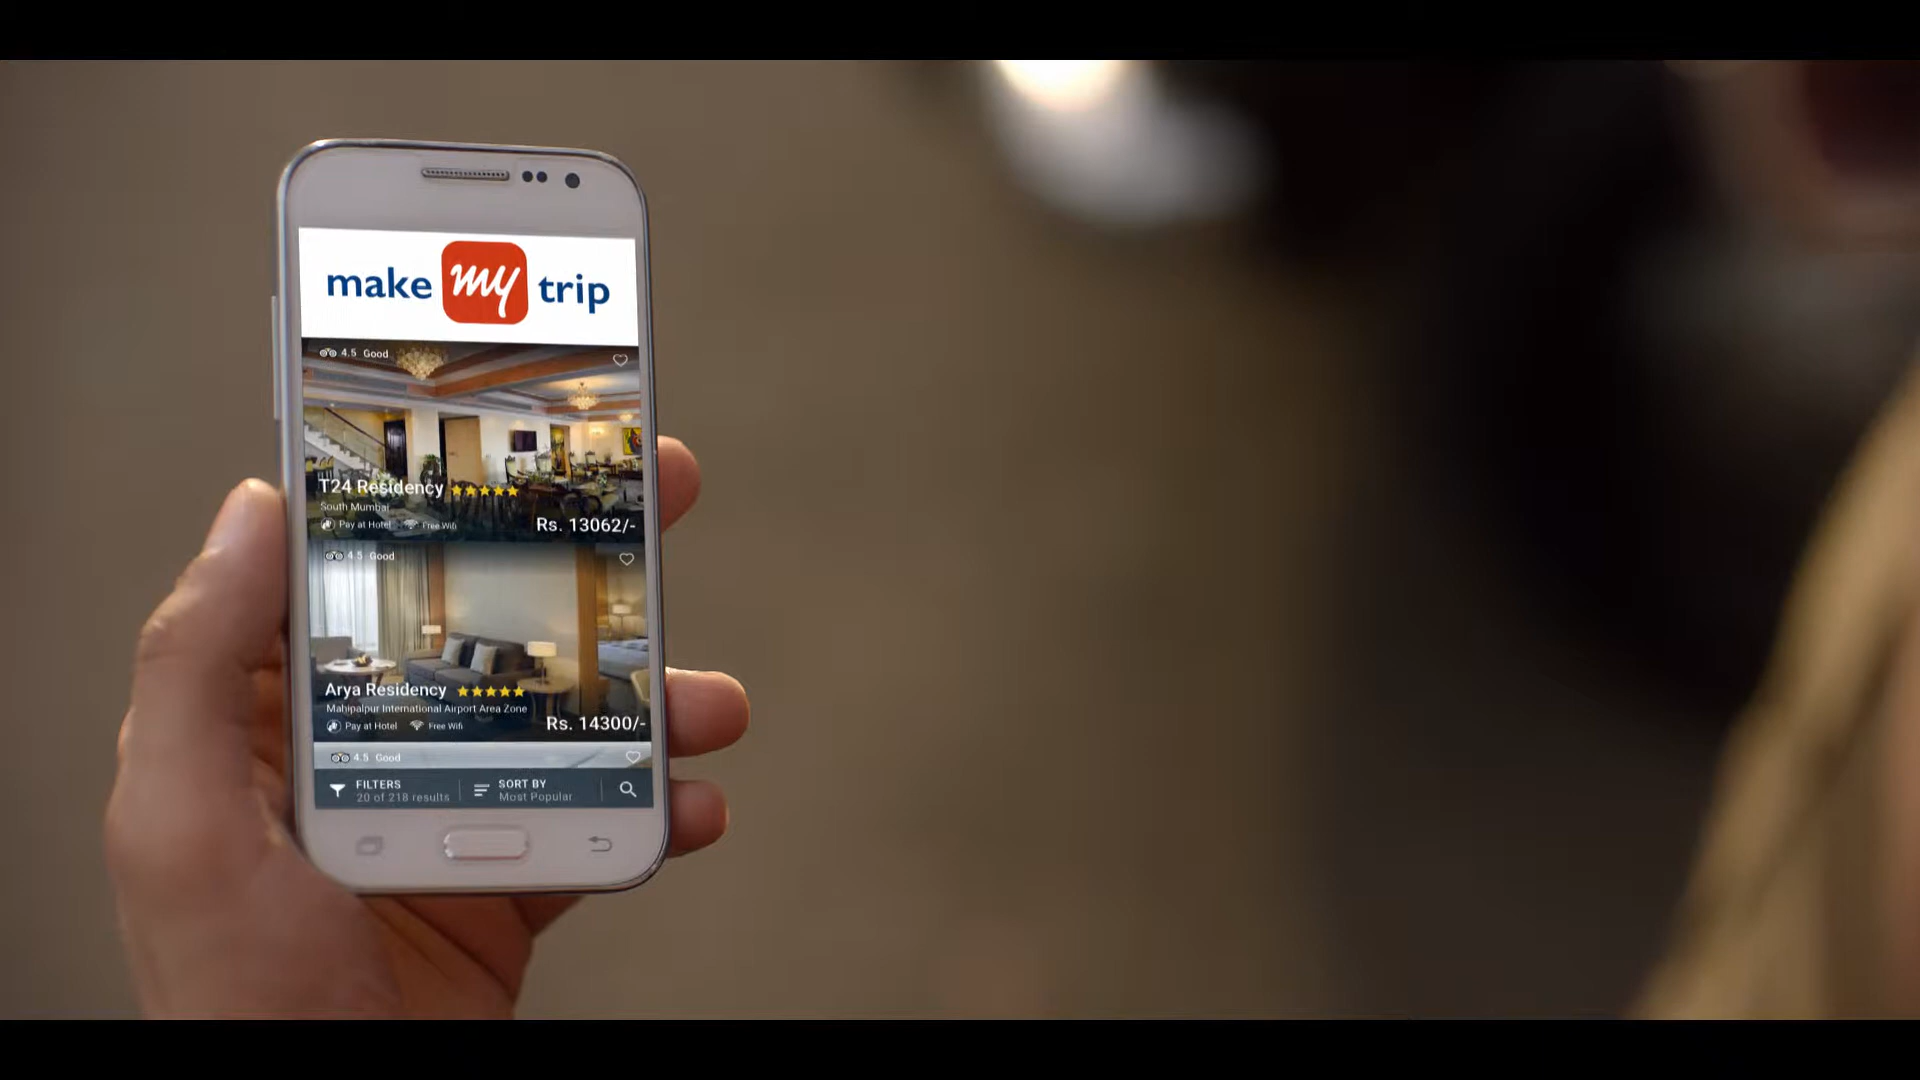 make my trip
4.5 Good
T24 Residency
South Mumbai
Pay at Hotel Free Wifi Rs. 13062/-
4.5 Good
Arya Residency
Mahipalpur International Airport Area Zone
Pay at Hotel Free Wifi Rs. 14300/-
4.5 Good
FILTERS SORT BY
20 of 218 results Most Popular